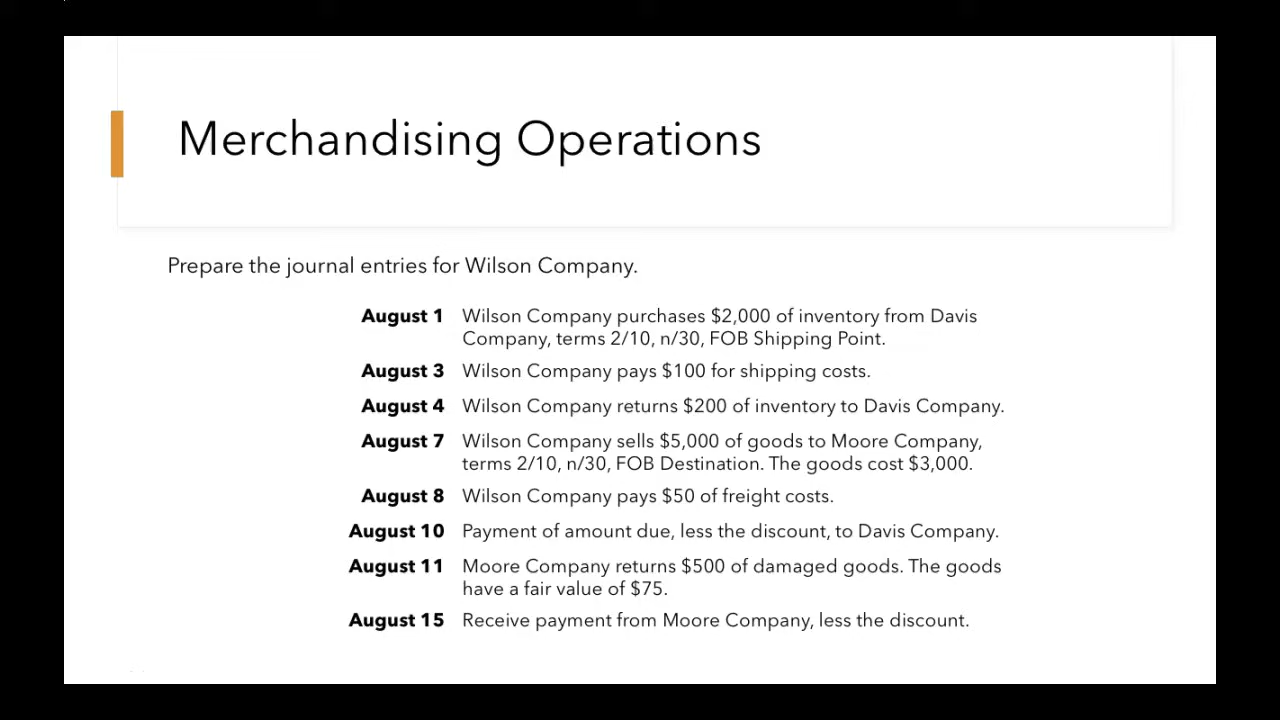 Merchandising Operations
Prepare the journal entries for Wilson Company.
August 1 Wilson Company purchases $2,000 of inventory from Davis
Company, terms 2/10, n/30, FOB Shipping Point.
August 3 Wilson Company pays $100 for shipping costs.
August 4 Wilson Company returns $200 of inventory to Davis Company.
August 7 Wilson Company sells $5,000 of goods to Moore Company,
terms 2/10, n/30, FOB Destination. The goods cost $3,000.
August 8 Wilson Company pays $50 of freight costs.
August 10 Payment of amount due, less the discount, to Davis Company.
August 11 Moore Company returns $500 of damaged goods. The goods
have a fair value of $75.
August 15 Receive payment from Moore Company, less the discount.